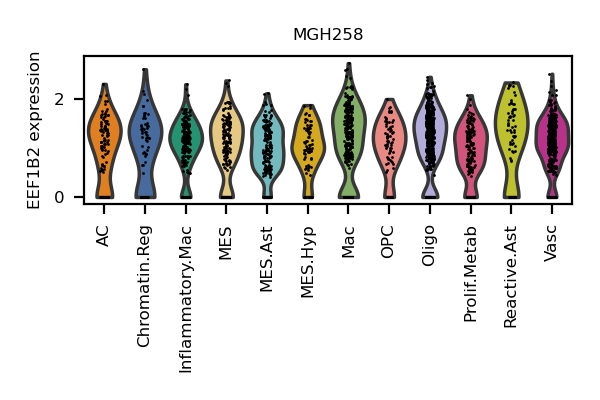 MGH258
EEF1B2 expression
2
0
AC
Chromatin.Reg
Inflammatory.Mac
MES
MES.Ast
MES.Hyp
Mac
OPC
Oligo
Prolif.Metab
Reactive.Ast
Vasc